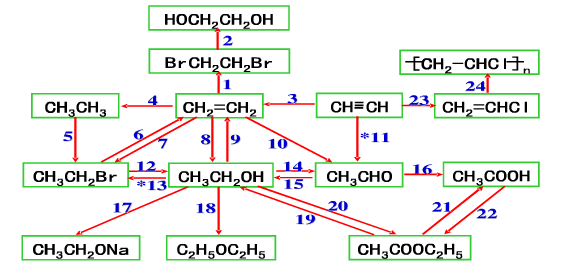 HOCH₂CH₂OH
2
BrCH₂CH₂Br
⁅CH₂－CHCl⁆ₙ
1
24
CH₃CH₃
4
CH₂=CH₂
3
CH≡CH
23
CH₂=CHCl
5
6
7
8
9
10
*11
CH₃CH₂Br
12
*13
CH₃CH₂OH
14
15
CH₃CHO
16
CH₃COOH
17
18
19
20
21
22
CH₃CH₂ONa
C₂H₅OC₂H₅
CH₃COOC₂H₅